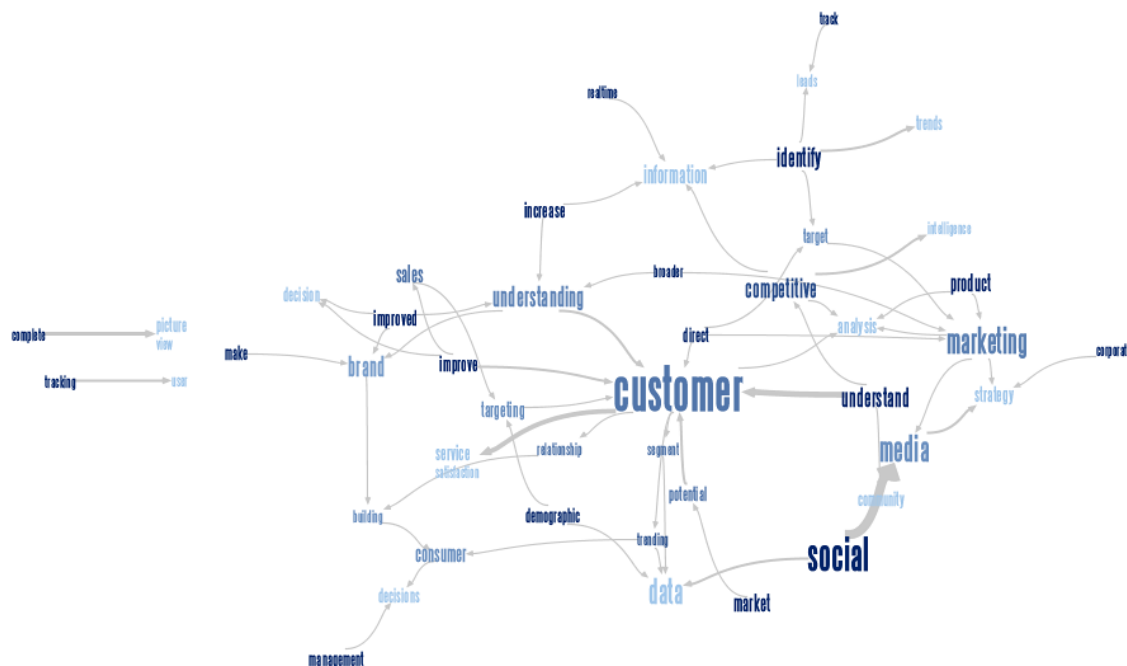 track
leads
realtime
trends
identify
information
increase
target
intelligence
broader
sales
competitive
product
decision
understanding
improved
complete
picture
view
analysis
direct
marketing
make
brand
improve
corporat
tracking
user
customer
understand
strategy
targeting
relationship
segment
media
service
satisfaction
potential
community
building
demographic
trending
consumer
social
data
decisions
market
management